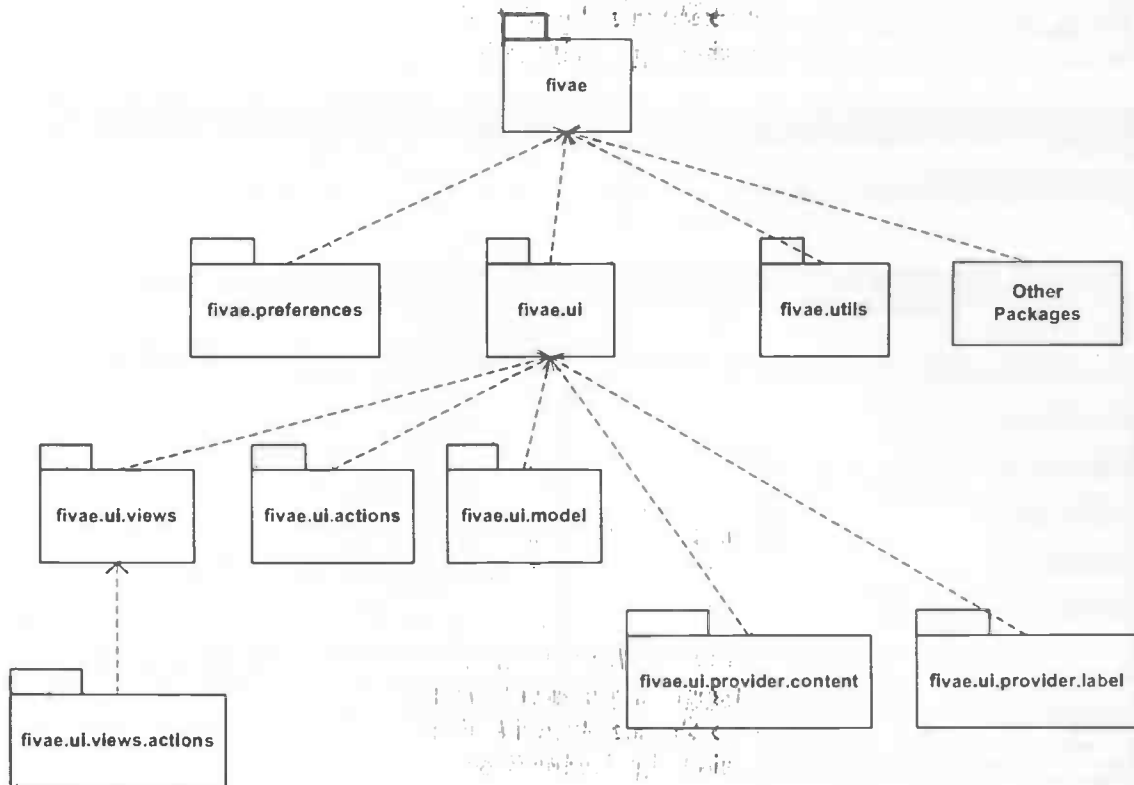 fivae
fivae.preferences
fivae.ui
fivae.utils
Other
Packages
fivae.ui.views
fivae.ui.actions
fivae.ui.model
fivae.ui.provider.content
fivae.ui.provider.label
fivae.ui.views.actions